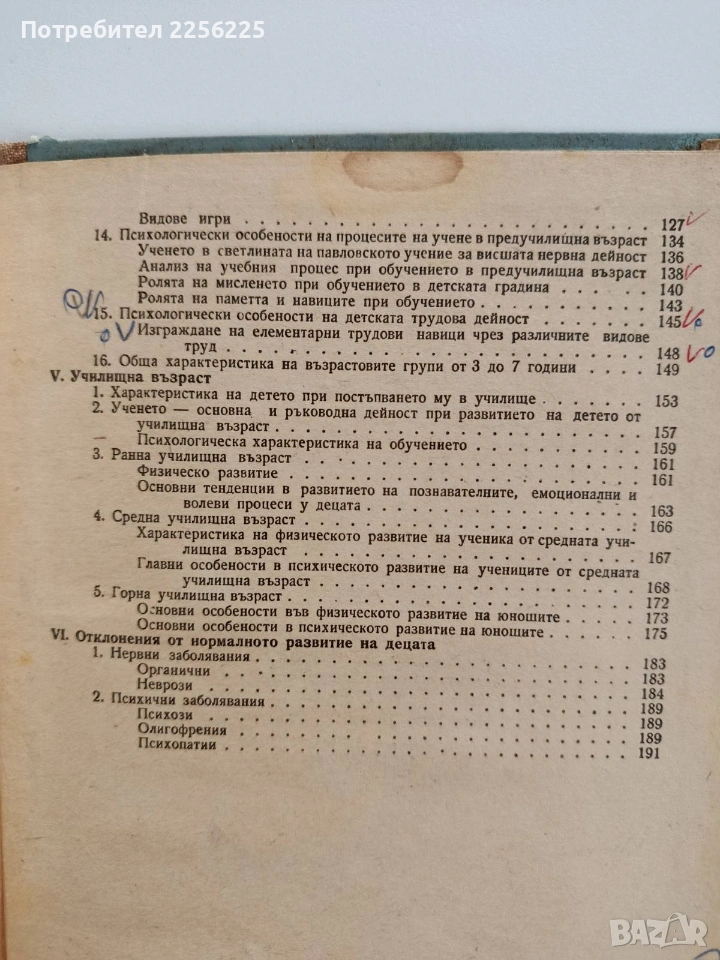 Потребител 2256225
Видове игри . . . . . . . . . . . . . . . . . . . . . . . . . . 127
14. Психологически особености на процесите на учене в предучилищна възраст 134
Ученето в светлината на павловското учение за висшата нервна дейност 136
Анализ на учебния процес при обучението в предучилищна възраст 138
Ролята на мисленето при обучението в детската градина . . . . . . 140
Ролята на паметта и навиците при обучението . . . . . . . . . . 143
15. Психологически особености на детската трудова дейност . . . . . . 145
Изграждане на елементарни трудови навици чрез различните видове
труд . . . . . . . . . . . . . . . . . . . . . . . . . . . . 148
16. Обща характеристика на възрастовите групи от 3 до 7 години . . . . 149
V. Училищна възраст
1. Характеристика на детето при постъпването му в училище . . . . . 153
2. Ученето — основна и ръководна дейност при развитието на детето от
училищна възраст . . . . . . . . . . . . . . . . . . . . . . 157
Психологическа характеристика на обучението . . . . . . . . . . 159
3. Ранна училищна възраст . . . . . . . . . . . . . . . . . . . 161
Физическо развитие . . . . . . . . . . . . . . . . . . . . . 161
Основни тенденции в развитието на познавателните, емоционални и
волеви процеси у децата . . . . . . . . . . . . . . . . . . . 163
4. Средна училищна възраст . . . . . . . . . . . . . . . . . . . 166
Характеристика на физическото развитие на ученика от средната учи-
лищна възраст . . . . . . . . . . . . . . . . . . . . . . . 167
Главни особености в психическото развитие на учениците от средната
училищна възраст . . . . . . . . . . . . . . . . . . . . . . 168
5. Горна училищна възраст . . . . . . . . . . . . . . . . . . . 172
Основни особености във физическото развитие на юношите . . . . . 173
Основни особености в психическото развитие на юношите . . . . . . 175
VI. Отклонения от нормалното развитие на децата
1. Нервни заболявания . . . . . . . . . . . . . . . . . . . . . 183
Органични . . . . . . . . . . . . . . . . . . . . . . . . . 183
Неврози . . . . . . . . . . . . . . . . . . . . . . . . . . 184
2. Психични заболявания . . . . . . . . . . . . . . . . . . . . 189
Психози . . . . . . . . . . . . . . . . . . . . . . . . . . 189
Олигофрения . . . . . . . . . . . . . . . . . . . . . . . . 189
Психопатии . . . . . . . . . . . . . . . . . . . . . . . . . 191
BAZAR